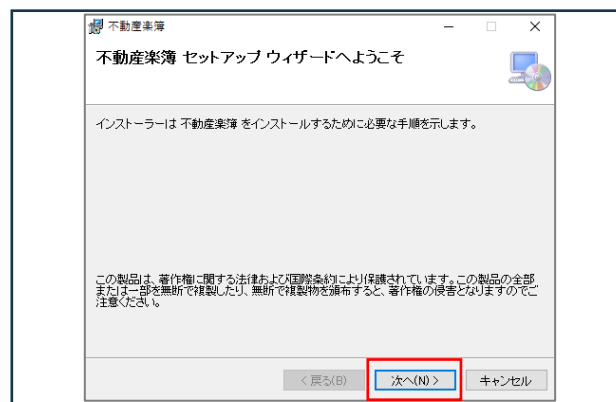 不動産楽簿
不動産楽簿 セットアップ ウィザードへようこそ
インストーラーは 不動産楽簿 をインストールするために必要な手順を示します。
この製品は、著作権に関する法律および国際条約により保護されています。この製品の全部
または一部を無断で複製したり、無断で複製物を頒布すると、著作権の侵害となりますのでご
注意ください。
< 戻る(B)
次へ(N) >
キャンセル